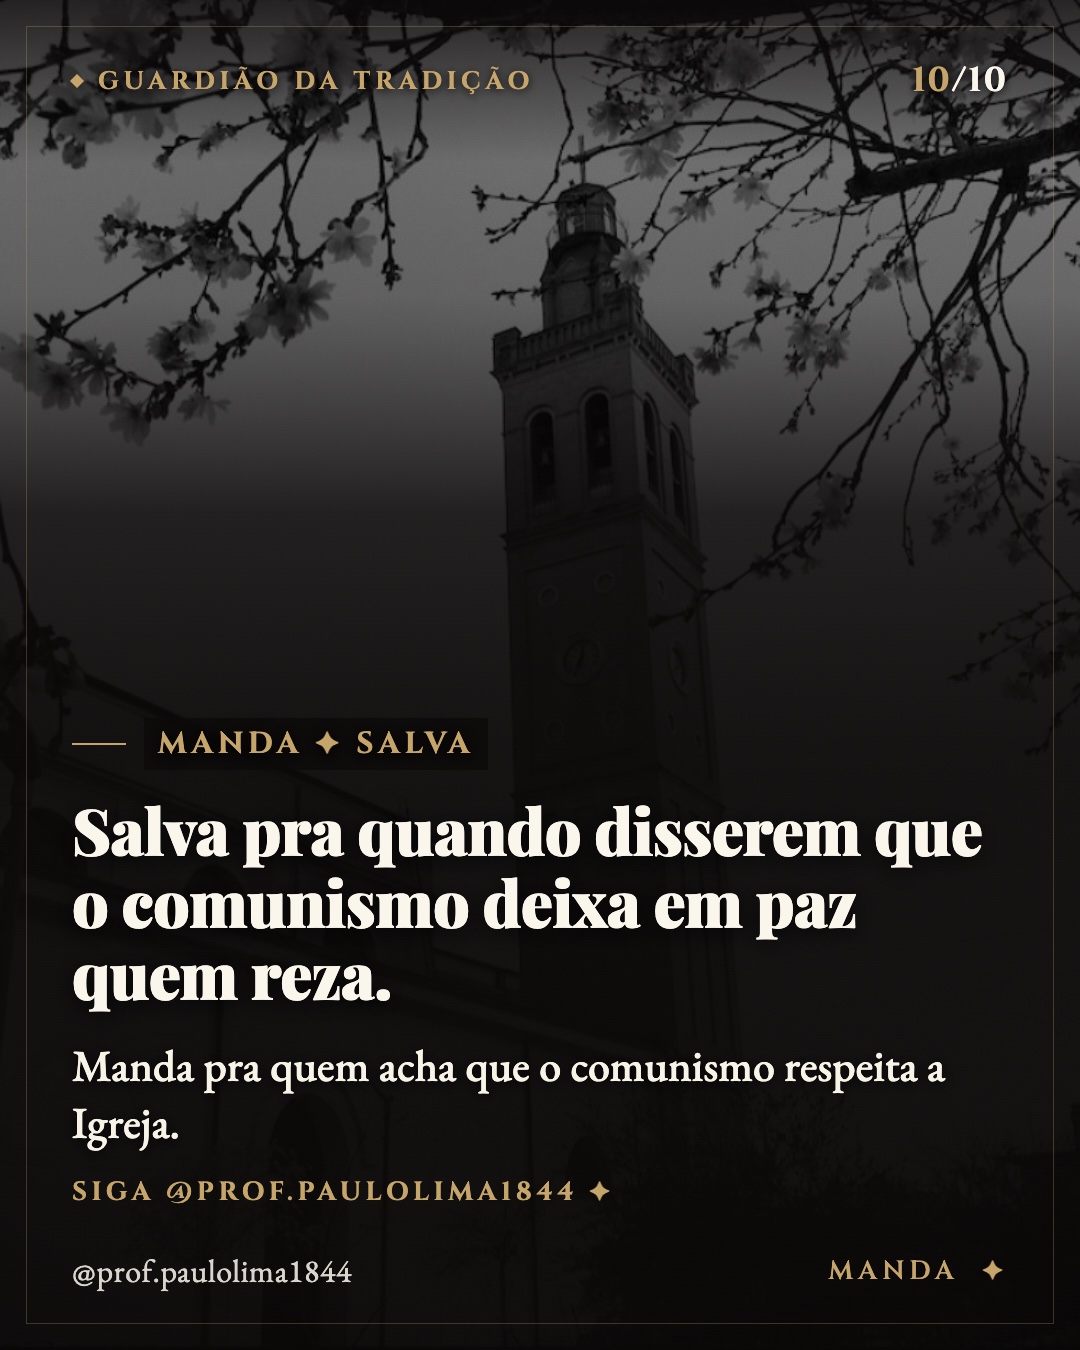 ◆ GUARDIÃO DA TRADIÇÃO
10/10
MANDA ✦ SALVA
Salva pra quando disserem que
o comunismo deixa em paz
quem reza.
Manda pra quem acha que o comunismo respeita a
Igreja.
SIGA @PROF.PAULOLIMA1844 ✦
@prof.paulolima1844
MANDA ✦